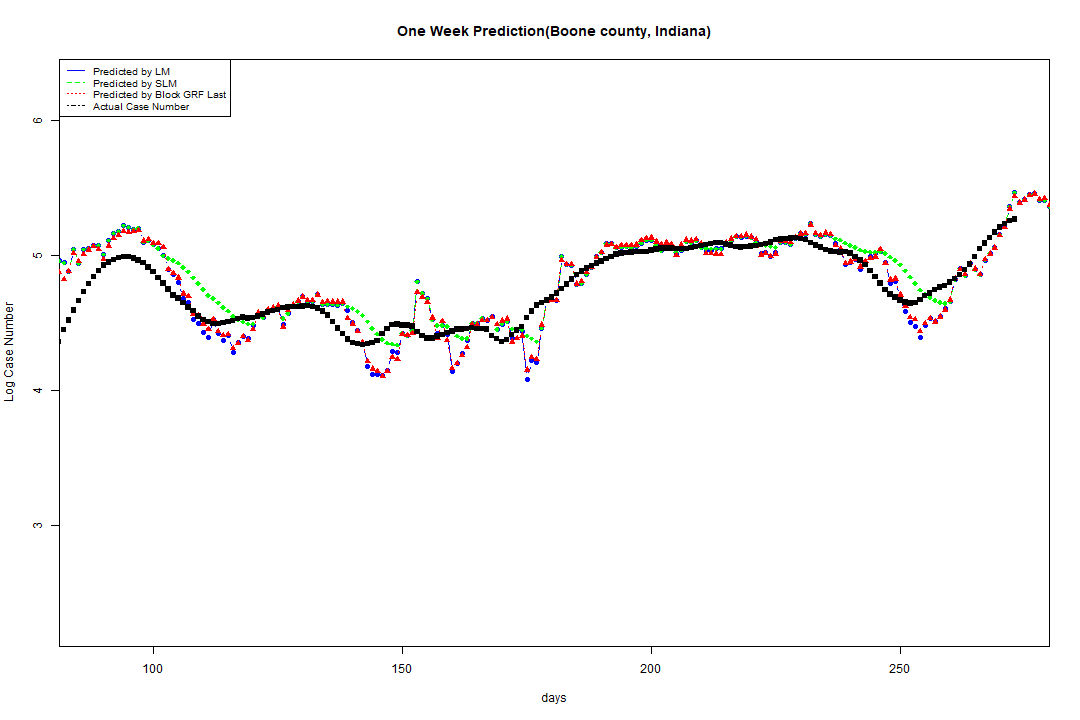 One Week Prediction(Boone county, Indiana)
Predicted by LM
Predicted by SLM
Predicted by Block GRF Last
Actual Case Number
Log Case Number
6
5
4
3
100 150 200 250
days